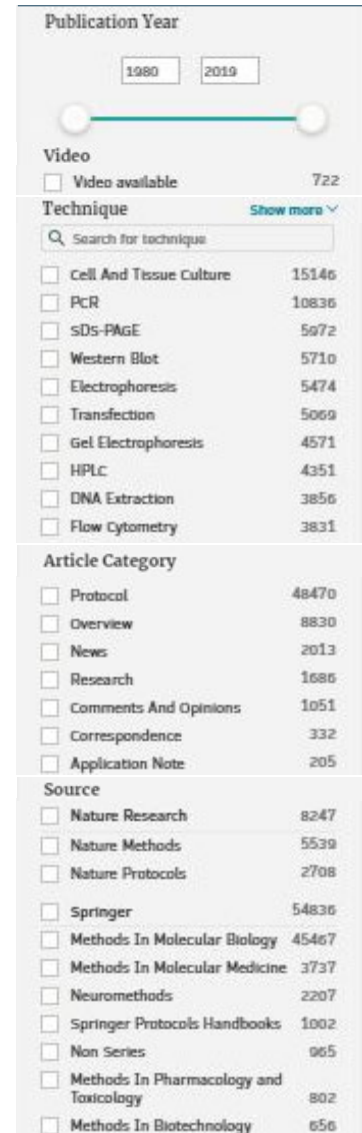 Publication Year
1980 2019
Video
Video available 722
Technique Show more
Search for technique
Cell And Tissue Culture 15146
PcR 10836
sDs-PAGE 5972
Western Blot 5710
Electrophoresis 5474
Transfection 5069
Gel Electrophoresis 4571
HPLc 4351
DNA Extraction 3856
Flow Cytometry 3831
Article Category
Protocol 48470
Overview 8830
News 2013
Research 1686
Comments And Opinions 1051
Correspondence 332
Application Note 205
Source
Nature Research 8247
Nature Methods 5539
Nature Protocols 2708
Springer 54836
Methods In Molecular Biology 45467
Methods In Molecular Medicine 3737
Neuromethods 2207
Springer Protocols Handbooks 1002
Non Series 965
Methods In Pharmacology and
Toxicology 802
Methods In Biotechnology 656